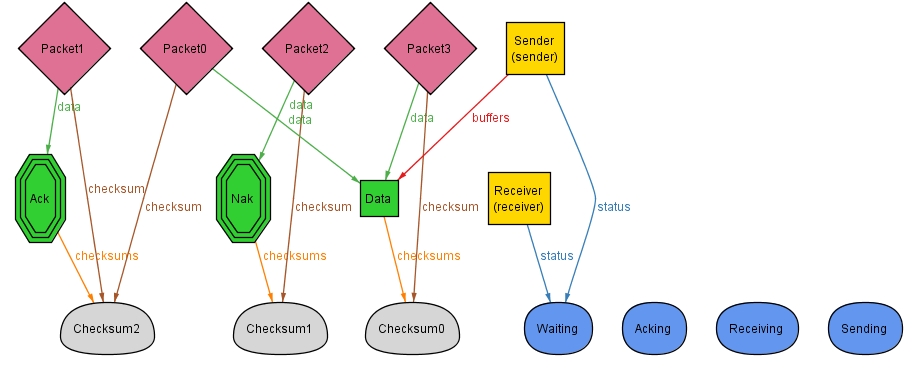 Packet1
Packet0
Packet2
Packet3
Sender
(sender)
data
data
data
data
buffers
Ack
Nak
Data
Receiver
(receiver)
checksum
checksum
checksum
checksum
status
checksums
checksums
checksums
status
Checksum2
Checksum1
Checksum0
Waiting
Acking
Receiving
Sending